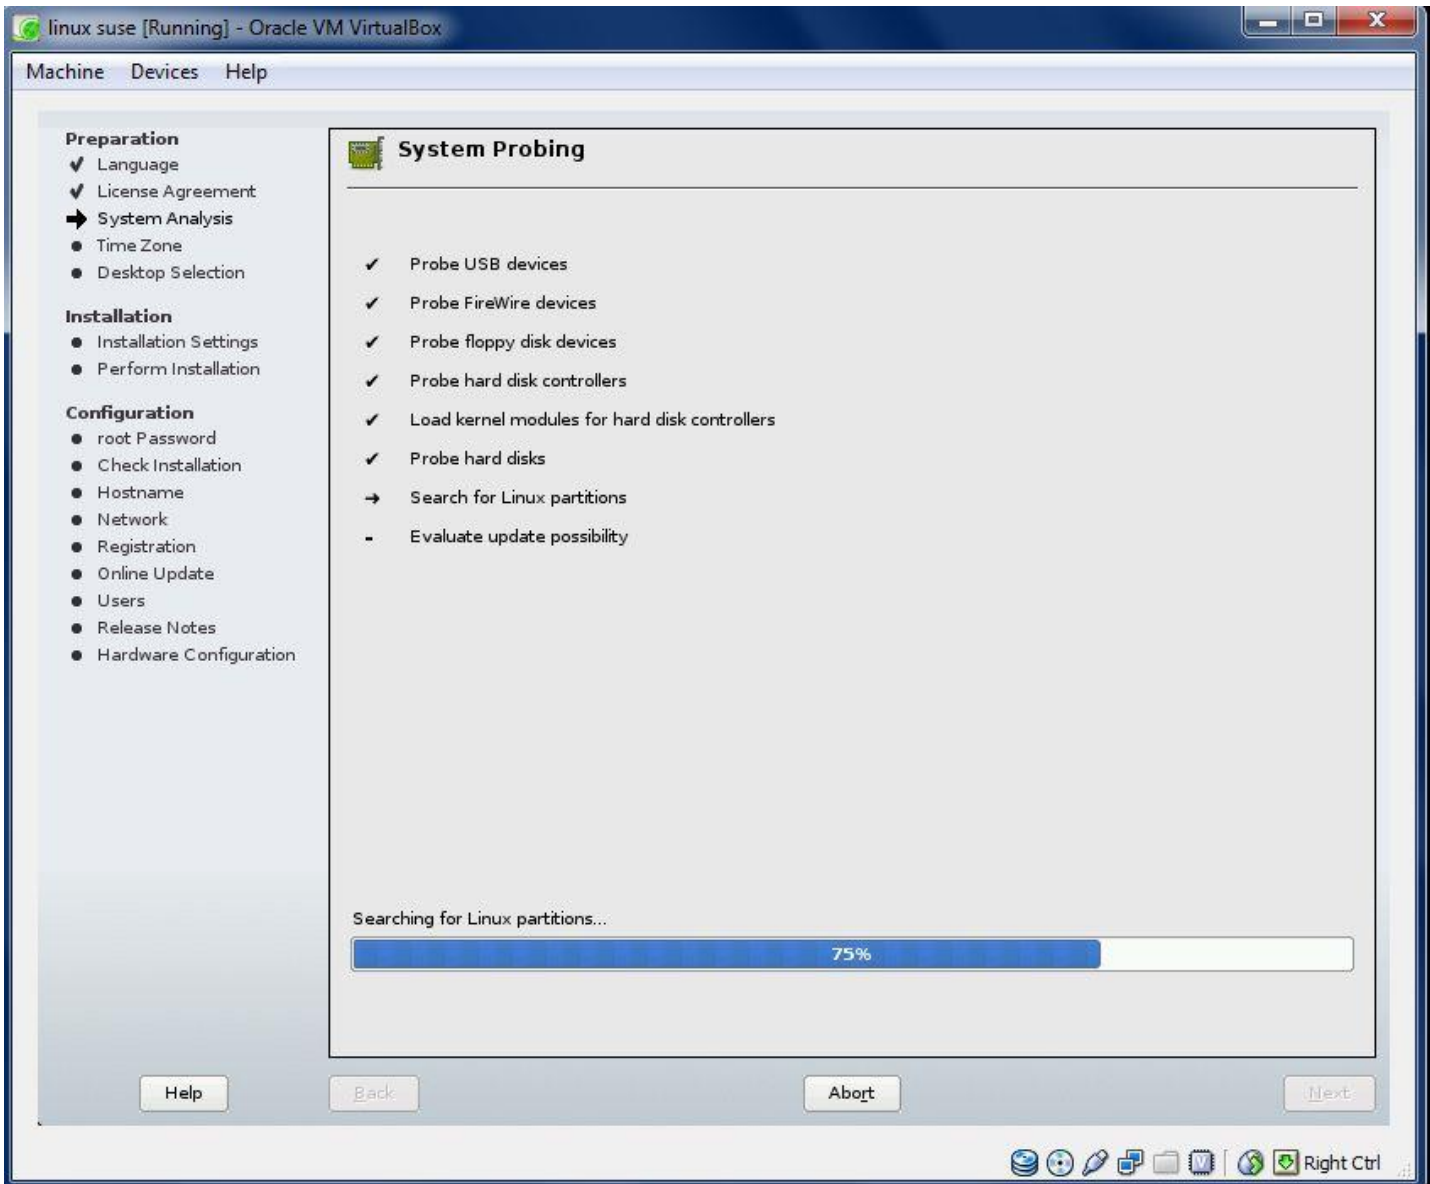 linux suse [Running] - Oracle VM VirtualBox
Machine Devices Help
Preparation
Language
License Agreement
System Analysis
Time Zone
Desktop Selection
Installation
Installation Settings
Perform Installation
Configuration
root Password
Check Installation
Hostname
Network
Registration
Online Update
Users
Release Notes
Hardware Configuration
System Probing
Probe USB devices
Probe FireWire devices
Probe floppy disk devices
Probe hard disk controllers
Load kernel modules for hard disk controllers
Probe hard disks
Search for Linux partitions
Evaluate update possibility
Searching for Linux partitions...
75%
Help Back Abort Next
Right Ctrl